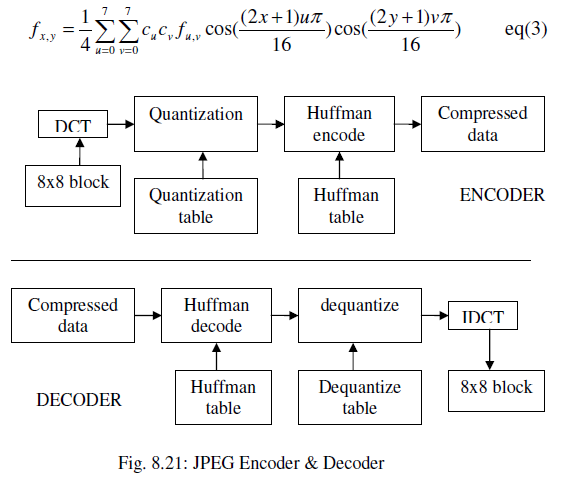 f_{x,y} = \frac{1}{4} \sum_{u=0}^{7} \sum_{v=0}^{7} c_u c_v f_{u,v} \cos(\frac{(2x+1)u\pi}{16}) \cos(\frac{(2y+1)v\pi}{16}) eq(3)
DCT
Quantization
Huffman
encode
Compressed
data
8x8 block
Quantization
table
Huffman
table
ENCODER
Compressed
data
Huffman
decode
dequantize
IDCT
DECODER
Huffman
table
Dequantize
table
8x8 block
Fig. 8.21: JPEG Encoder & Decoder